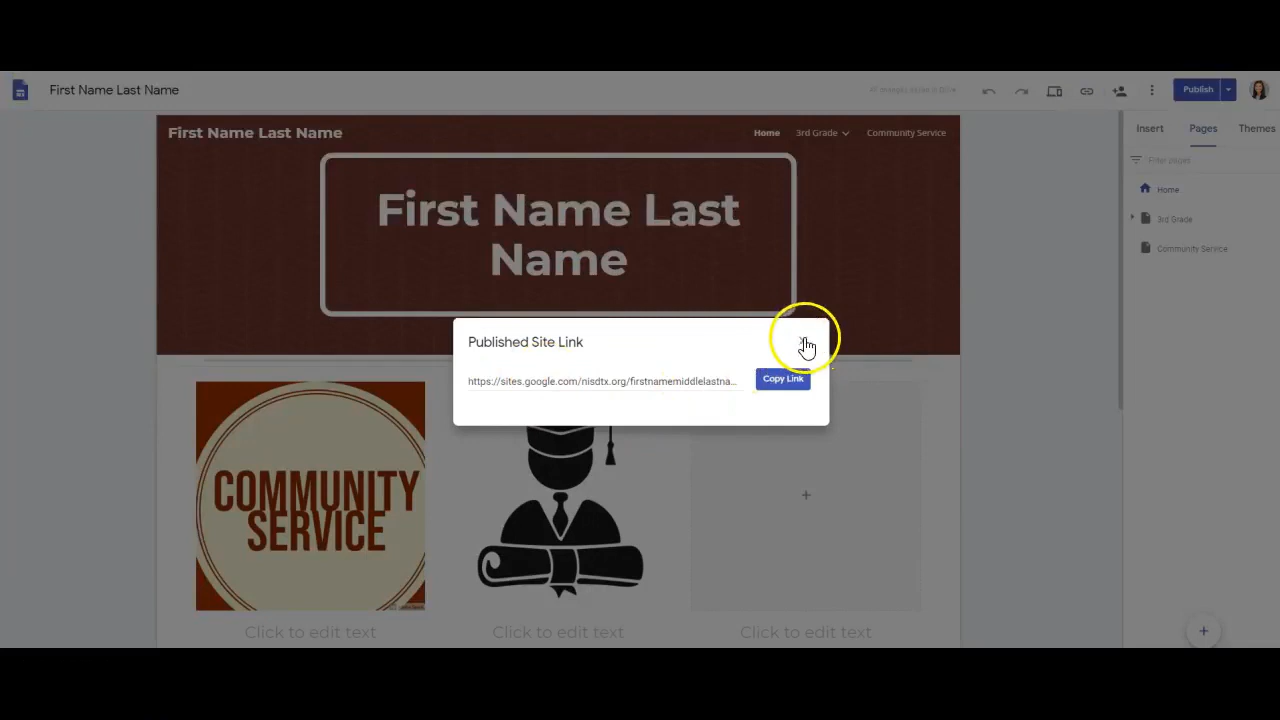 First Name Last Name
Publish
First Name Last Name
Home
3rd Grade
Community Service
Insert
Pages
Themes
Filter pages
Home
3rd Grade
Community Service
First Name Last
Name
Published Site Link
https://sites.google.com/nisdtx.org/firstnamemiddlelastna...
Copy Link
COMMUNITY
SERVICE
Click to edit text
Click to edit text
Click to edit text